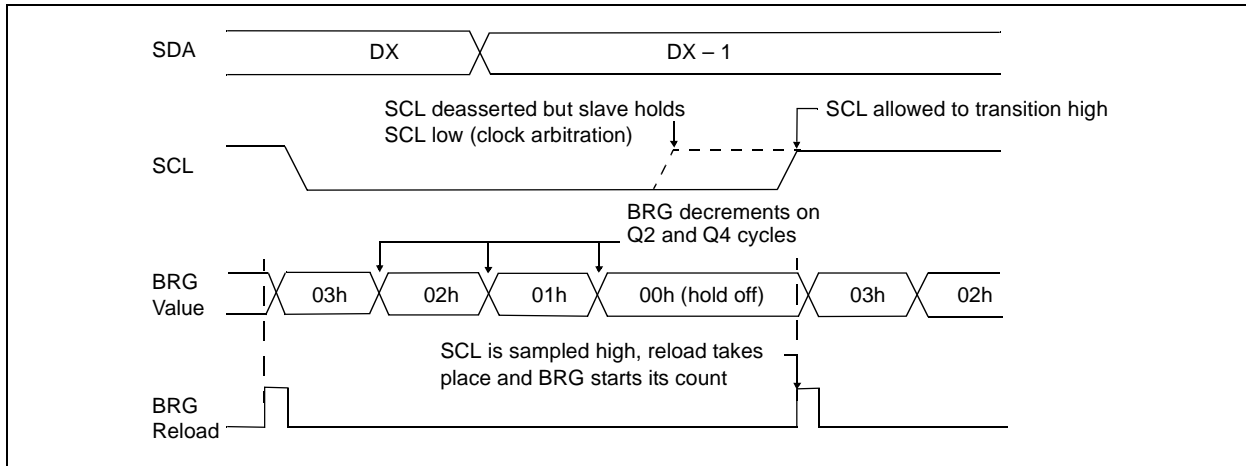 SDA
DX
DX – 1
SCL deasserted but slave holds
SCL low (clock arbitration)
SCL allowed to transition high
SCL
BRG decrements on
Q2 and Q4 cycles
BRG
Value
03h
02h
01h
00h (hold off)
03h
02h
SCL is sampled high, reload takes
place and BRG starts its count
BRG
Reload